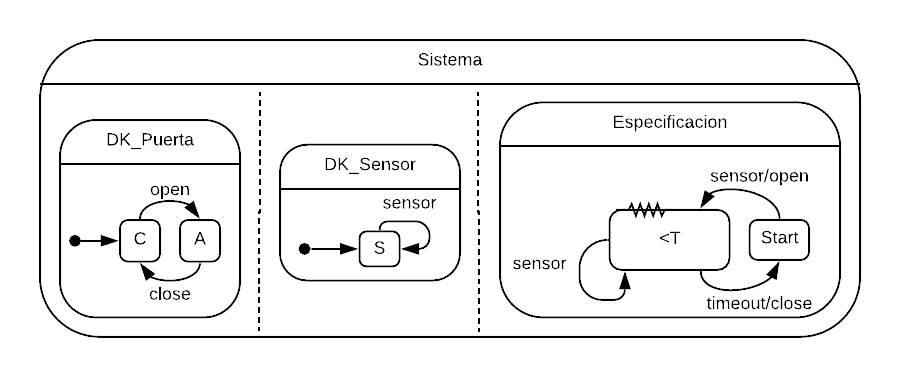 Sistema
DK_Puerta
open
C
A
close
DK_Sensor
sensor
S
Especificacion
sensor/open
<T
Start
sensor
timeout/close